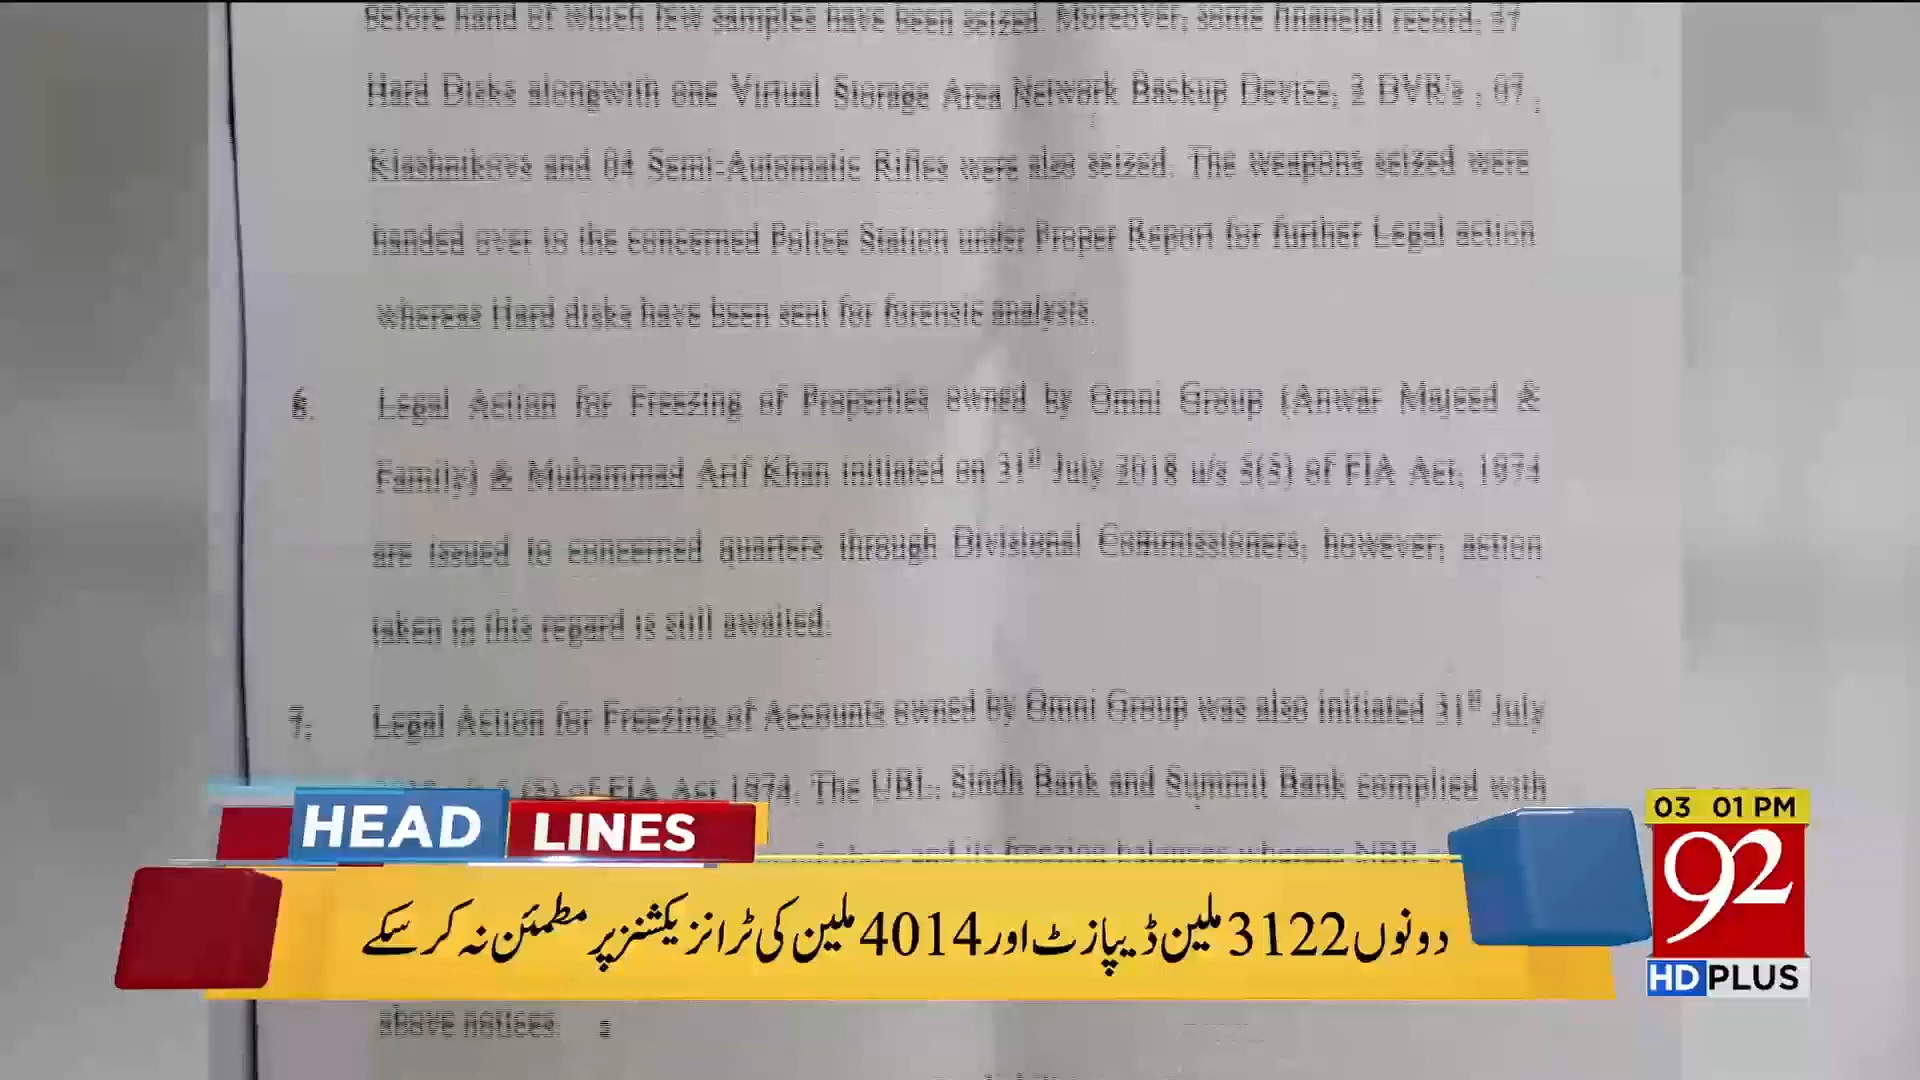 before hand of which few samples have been seized. Moreover, some financial record, 37
Hard Disks alongwith one Virtual Storage Area Network Backup Device, 2 DVR's , 07
Klashnikovs and 04 Semi-Automatic Rifles were also seized. The weapons seized were
handed over to the concerned Police Station under Proper Report for further Legal action
whereas Hard disks have been sent for forensic analysis.
6. Legal Action for Freezing of Properties owned by Omni Group (Anwar Majeed &
Family) & Muhammad Arif Khan initiated on 31st July 2018 u/s 5(5) of FIA Act, 1974
are issued to concerned quarters through Divisional Commissioners, however, action
taken in this regard is still awaited.
7. Legal Action for Freezing of Accounts owned by Omni Group was also initiated 31st July
of FIA Act 1974. The UBL, Sindh Bank and Summit Bank complied with
and its freezing balances whereas NBP
HEAD LINES
دونوں 3122 ملین ڈیپازٹ اور 4014 ملین کی ٹرانزیکشنز پر مطمئن نہ کر سکے
03 01 PM
92
HD PLUS
above notices.